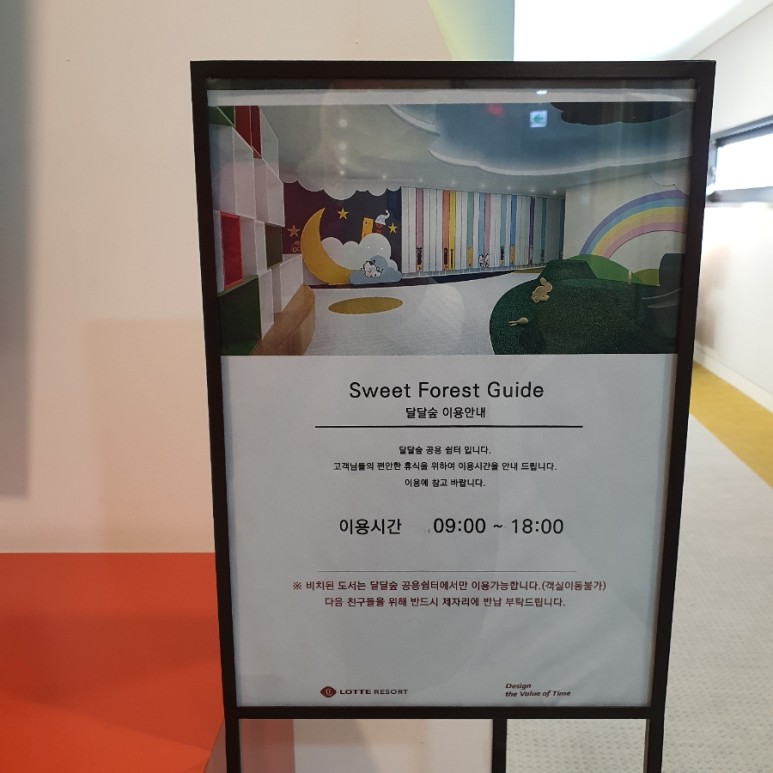 Sweet Forest Guide
달달숲 이용안내
달달숲 공용 쉼터 입니다.
고객님들의 편안한 휴식을 위하여 이용시간을 안내 드립니다.
이용에 참고 바랍니다.
이용시간 09:00 ~ 18:00
※ 비치된 도서는 달달숲 공용쉼터에서만 이용가능합니다.(객실이동불가)
다음 친구들을 위해 반드시 제자리에 반납 부탁드립니다.
LOTTE RESORT
Design
the Value of Time